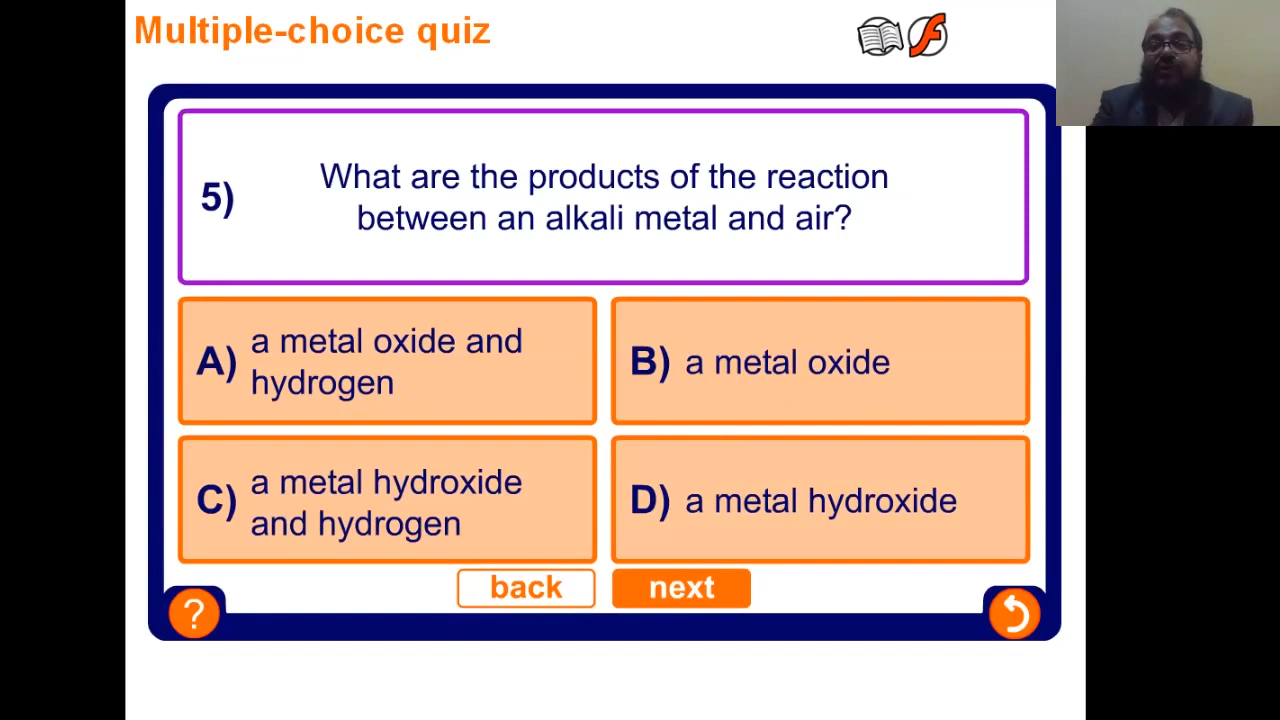 Multiple-choice quiz
5)
What are the products of the reaction
between an alkali metal and air?
A)
a metal oxide and
hydrogen
B) a metal oxide
C)
a metal hydroxide
and hydrogen
D) a metal hydroxide
back
next
?